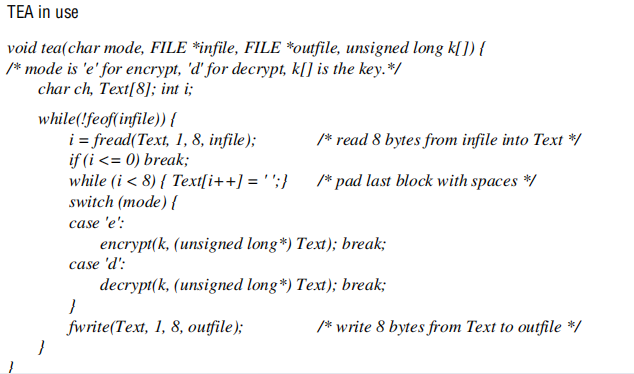 TEA in use
void tea(char mode, FILE *infile, FILE *outfile, unsigned long k[]) {
/* mode is 'e' for encrypt, 'd' for decrypt, k[] is the key.*/
char ch, Text[8]; int i;
while(!feof(infile)) {
i = fread(Text, 1, 8, infile); /* read 8 bytes from infile into Text */
if (i <= 0) break;
while (i < 8) { Text[i++] = ' ';} /* pad last block with spaces */
switch (mode) {
case 'e':
encrypt(k, (unsigned long*) Text); break;
case 'd':
decrypt(k, (unsigned long*) Text); break;
}
fwrite(Text, 1, 8, outfile); /* write 8 bytes from Text to outfile */
}
}